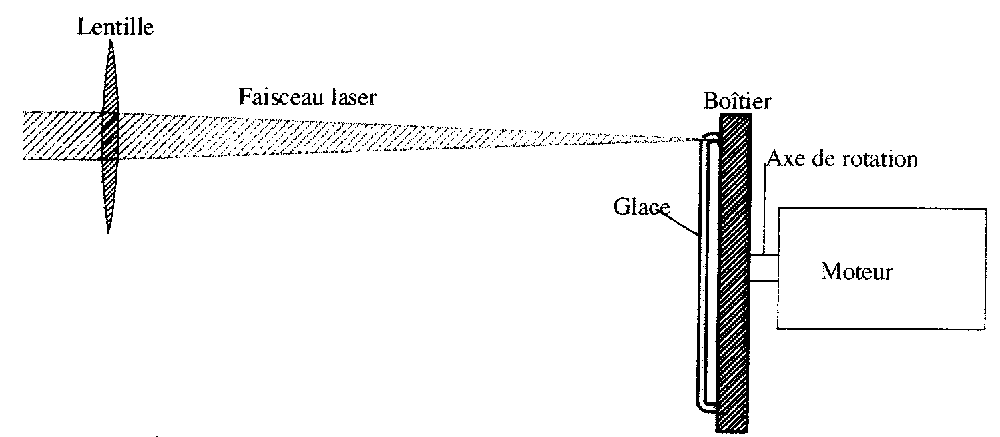 Lentille
Faisceau laser
Boîtier
Axe de rotation
Glace
Moteur